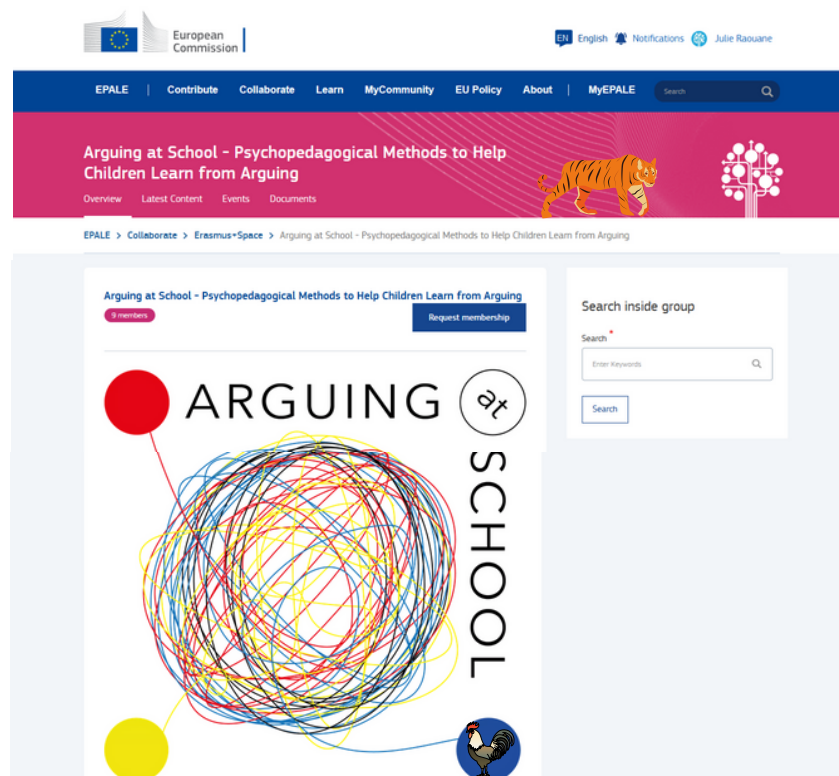 European
Commission
EN English Notifications Julie Raouane
EPALE | Contribute Collaborate Learn MyCommunity EU Policy About | MyEPALE Search
Arguing at School - Psychopedagogical Methods to Help
Children Learn from Arguing
Overview Latest Content Events Documents
EPALE > Collaborate > Erasmus+Space > Arguing at School - Psychopedagogical Methods to Help Children Learn from Arguing
Arguing at School - Psychopedagogical Methods to Help Children Learn from Arguing
9 members
Request membership
Search inside group
Search *
Enter Keywords
Search
ARGUING at
SCHOOL